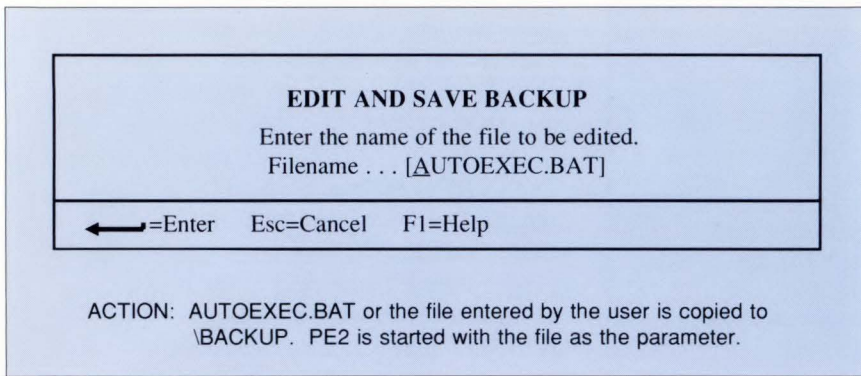 EDIT AND SAVE BACKUP
Enter the name of the file to be edited.
Filename . . . [AUTOEXEC.BAT]
=Enter Esc=Cancel F1=Help
ACTION: AUTOEXEC.BAT or the file entered by the user is copied to
\BACKUP. PE2 is started with the file as the parameter.